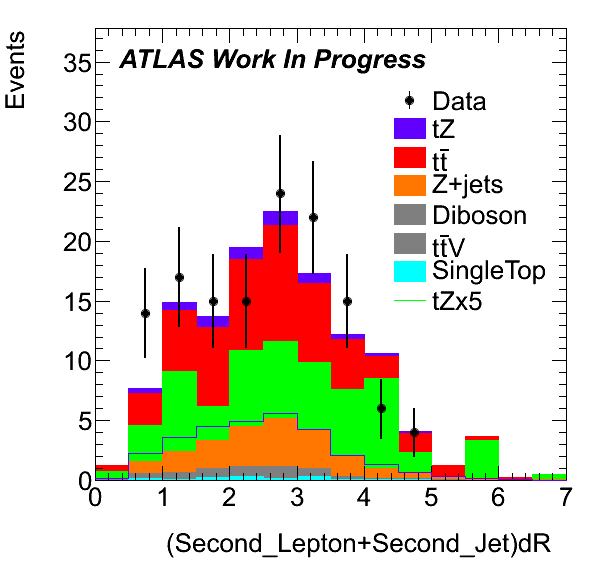 ATLAS Work In Progress
Events
35
30
25
20
15
10
5
0
Data
tZ
tt̄
Z+jets
Diboson
tt̄V
SingleTop
tZx5
0 1 2 3 4 5 6 7
(Second_Lepton+Second_Jet)dR